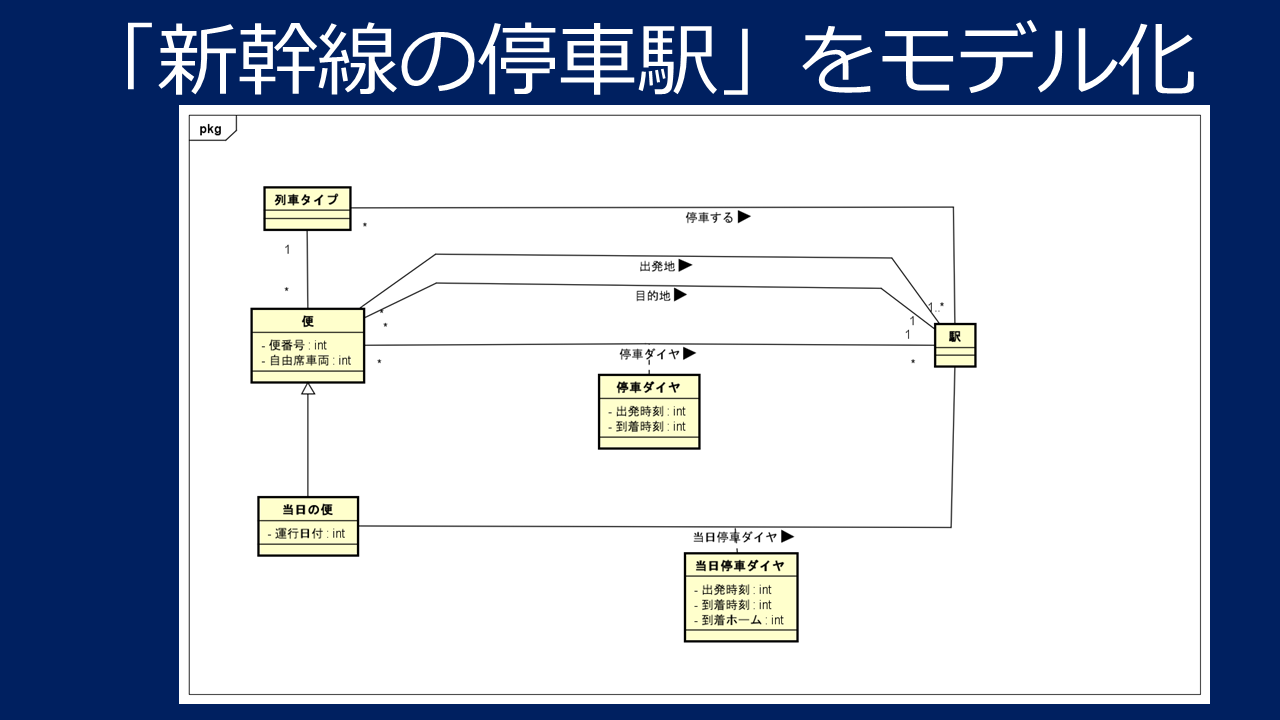 「新幹線の停車駅」をモデル化
pkg
列車タイプ
停車する ▶
*
1
出発地 ▶
*
目的地 ▶
1..*
便
*
*
1
1
駅
- 便番号 : int
- 自由席車両 : int
停車ダイヤ ▶
*
*
停車ダイヤ
- 出発時刻 : int
- 到着時刻 : int
当日の便
- 運行日付 : int
当日停車ダイヤ ▶
当日停車ダイヤ
- 出発時刻 : int
- 到着時刻 : int
- 到着ホーム : int